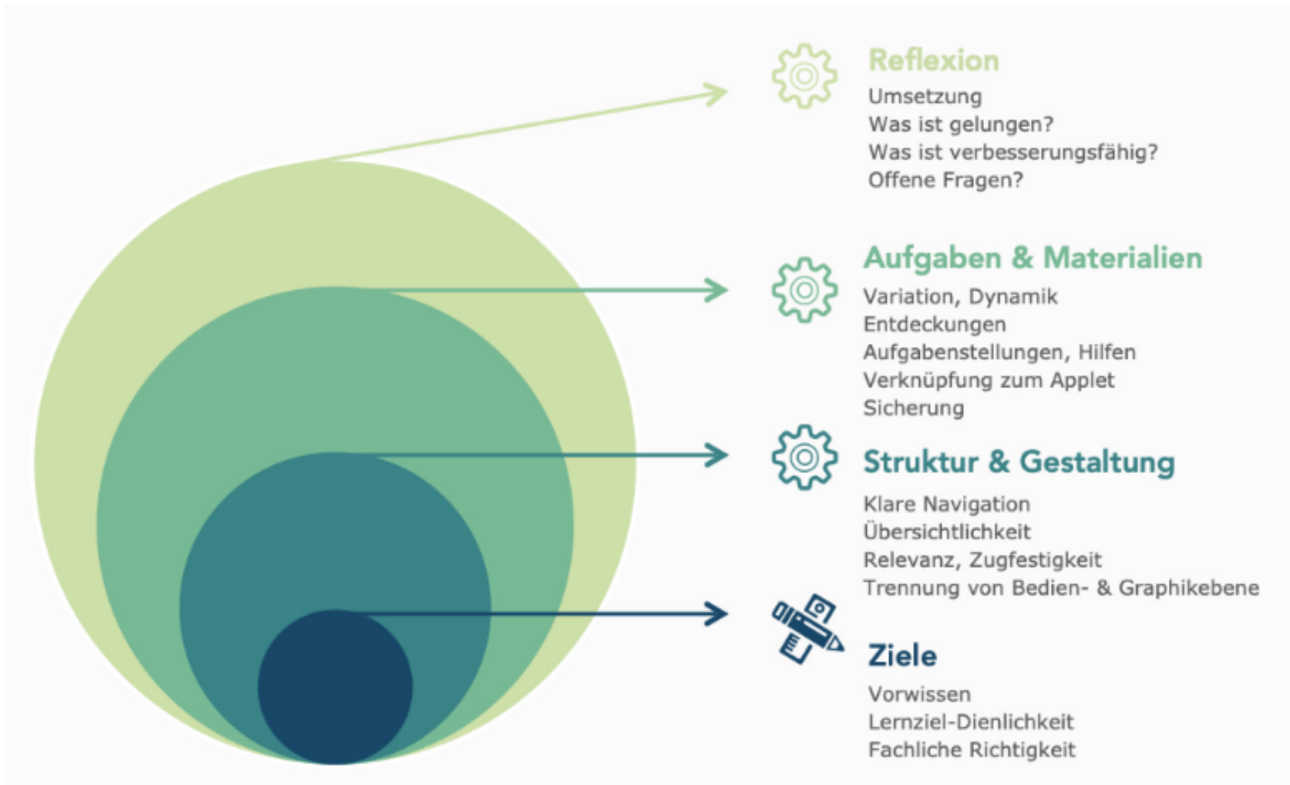 Reflexion
Umsetzung
Was ist gelungen?
Was ist verbesserungsfähig?
Offene Fragen?
Aufgaben & Materialien
Variation, Dynamik
Entdeckungen
Aufgabenstellungen, Hilfen
Verknüpfung zum Applet
Sicherung
Struktur & Gestaltung
Klare Navigation
Übersichtlichkeit
Relevanz, Zugfestigkeit
Trennung von Bedien- & Graphikebene
Ziele
Vorwissen
Lernziel-Dienlichkeit
Fachliche Richtigkeit